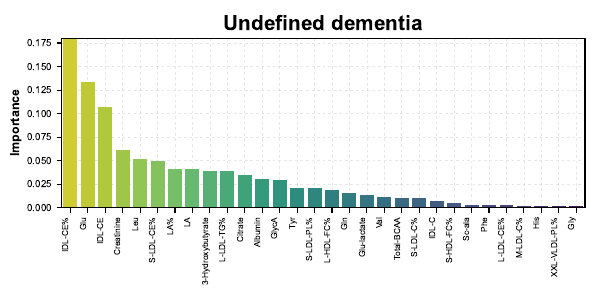 Undefined dementia
Importance
0.175
0.150
0.125
0.100
0.075
0.050
0.025
0.000
IDL-CE%
Glu
IDL-CE
Creatinine
Leu
S-LDL-CE%
LA%
LA
3-Hydroxybutyrate
L-LDL-TG%
Citrate
Albumin
GlycA
Tyr
S-LDL-PL%
L-HDL-FC%
Gln
Glu-lactate
Val
Total-BCAA
S-LDL-C%
IDL-C
S-HDL-FC%
Sc-ala
Phe
L-LDL-CE%
M-LDL-C%
His
XXL-VLDL-PL%
Gly